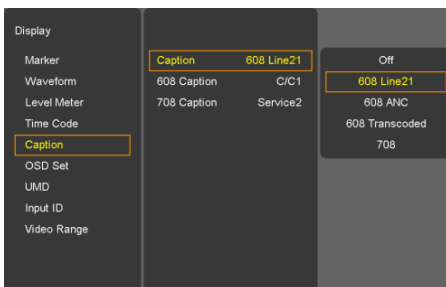 Display
Marker
Waveform
Level Meter
Time Code
Caption
OSD Set
UMD
Input ID
Video Range
Caption 608 Line21
608 Caption C/C1
708 Caption Service2
Off
608 Line21
608 ANC
608 Transcoded
708